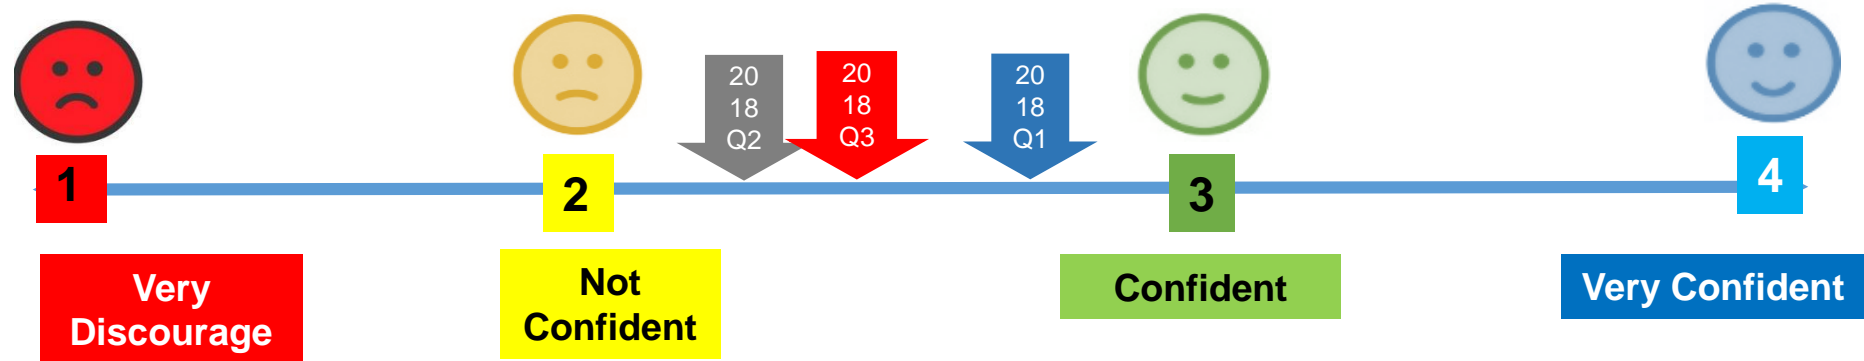 20
18
Q2
20
18
Q3
20
18
Q1
1
2
3
4
Very
Discourage
Not
Confident
Confident
Very Confident